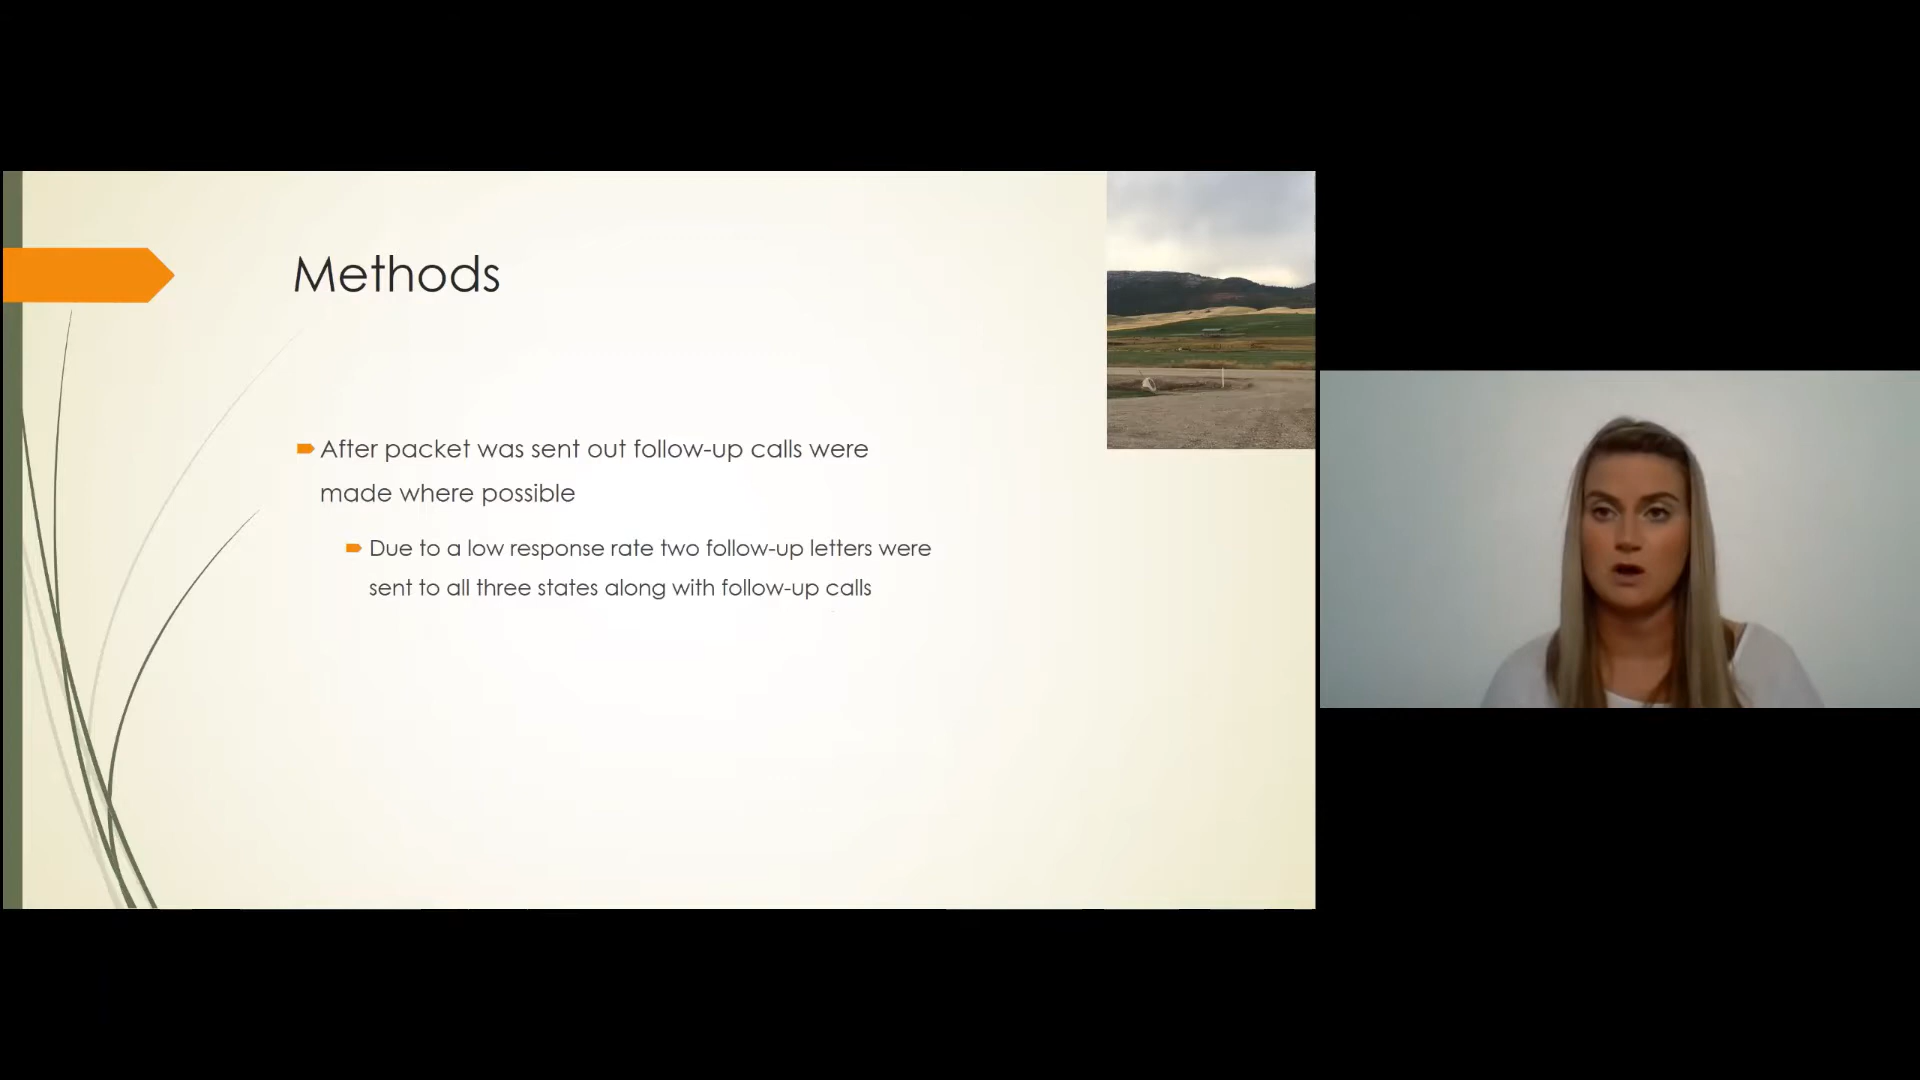 Methods
After packet was sent out follow-up calls were
made where possible
Due to a low response rate two follow-up letters were
sent to all three states along with follow-up calls